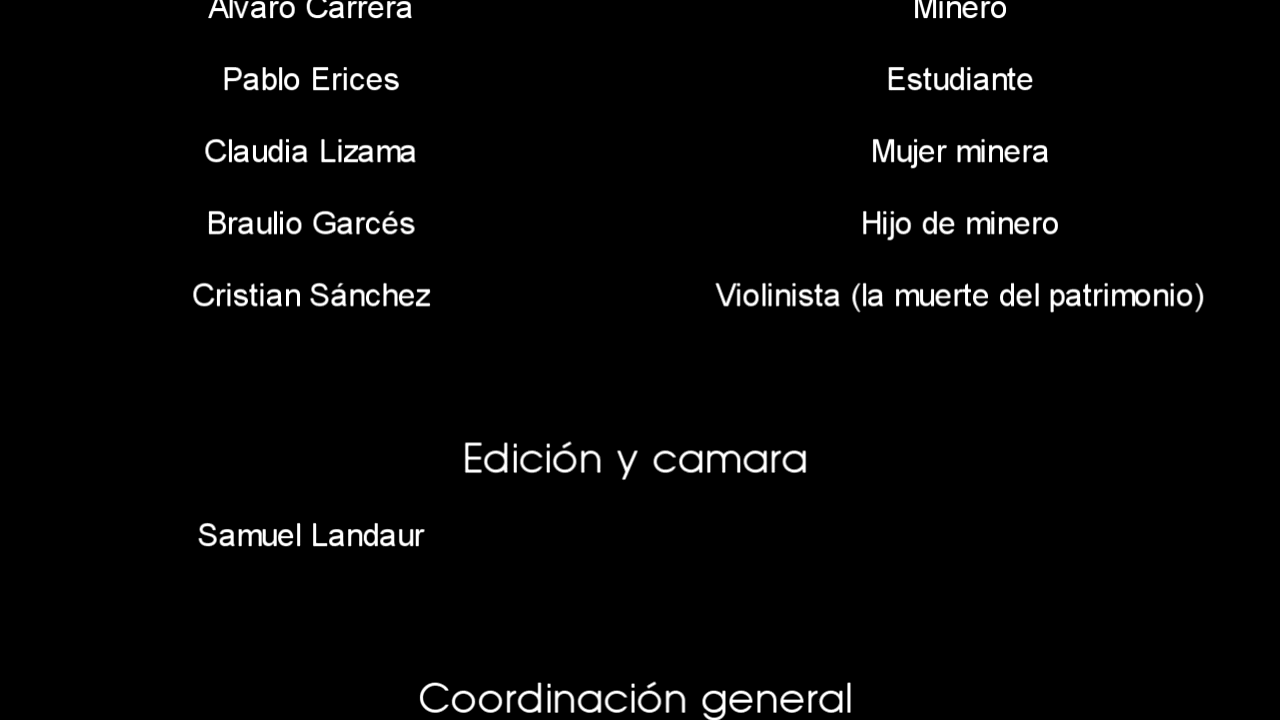 Alvaro Carrera Minero
Pablo Erices Estudiante
Claudia Lizama Mujer minera
Braulio Garcés Hijo de minero
Cristian Sánchez Violinista (la muerte del patrimonio)
Edición y camara
Samuel Landaur
Coordinación general